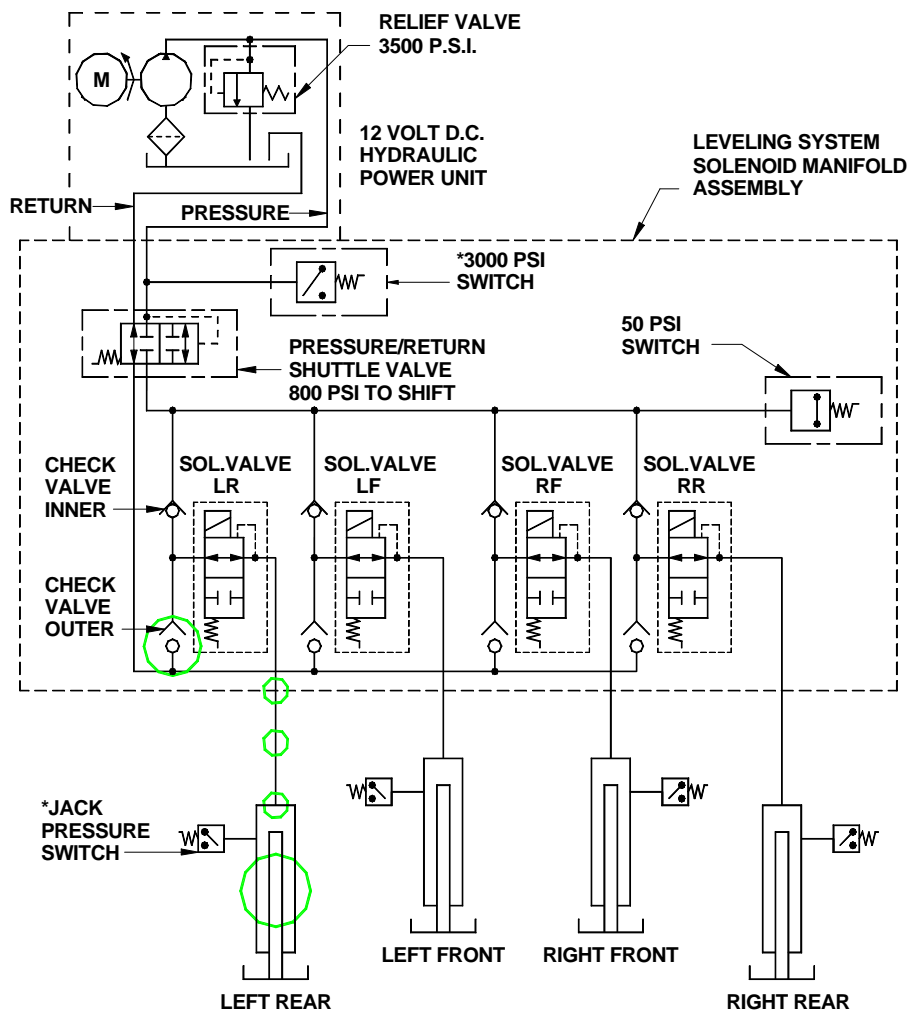 RELIEF VALVE
3500 P.S.I.
M
12 VOLT D.C.
HYDRAULIC
POWER UNIT
LEVELING SYSTEM
SOLENOID MANIFOLD
ASSEMBLY
RETURN
PRESSURE
*3000 PSI
SWITCH
50 PSI
SWITCH
PRESSURE/RETURN
SHUTTLE VALVE
800 PSI TO SHIFT
CHECK
VALVE
INNER
SOL.VALVE
LR
SOL.VALVE
LF
SOL.VALVE
RF
SOL.VALVE
RR
CHECK
VALVE
OUTER
*JACK
PRESSURE
SWITCH
LEFT REAR
LEFT FRONT
RIGHT FRONT
RIGHT REAR